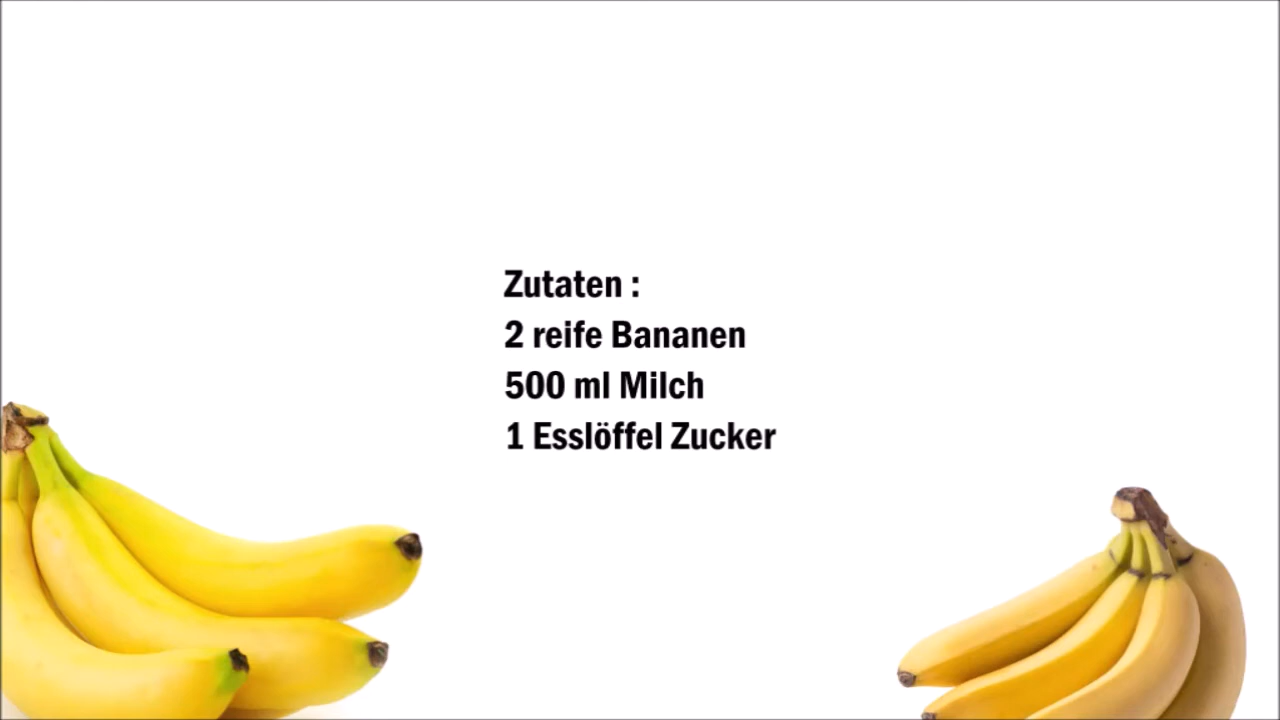 Zutaten :
2 reife Bananen
500 ml Milch
1 Esslöffel Zucker